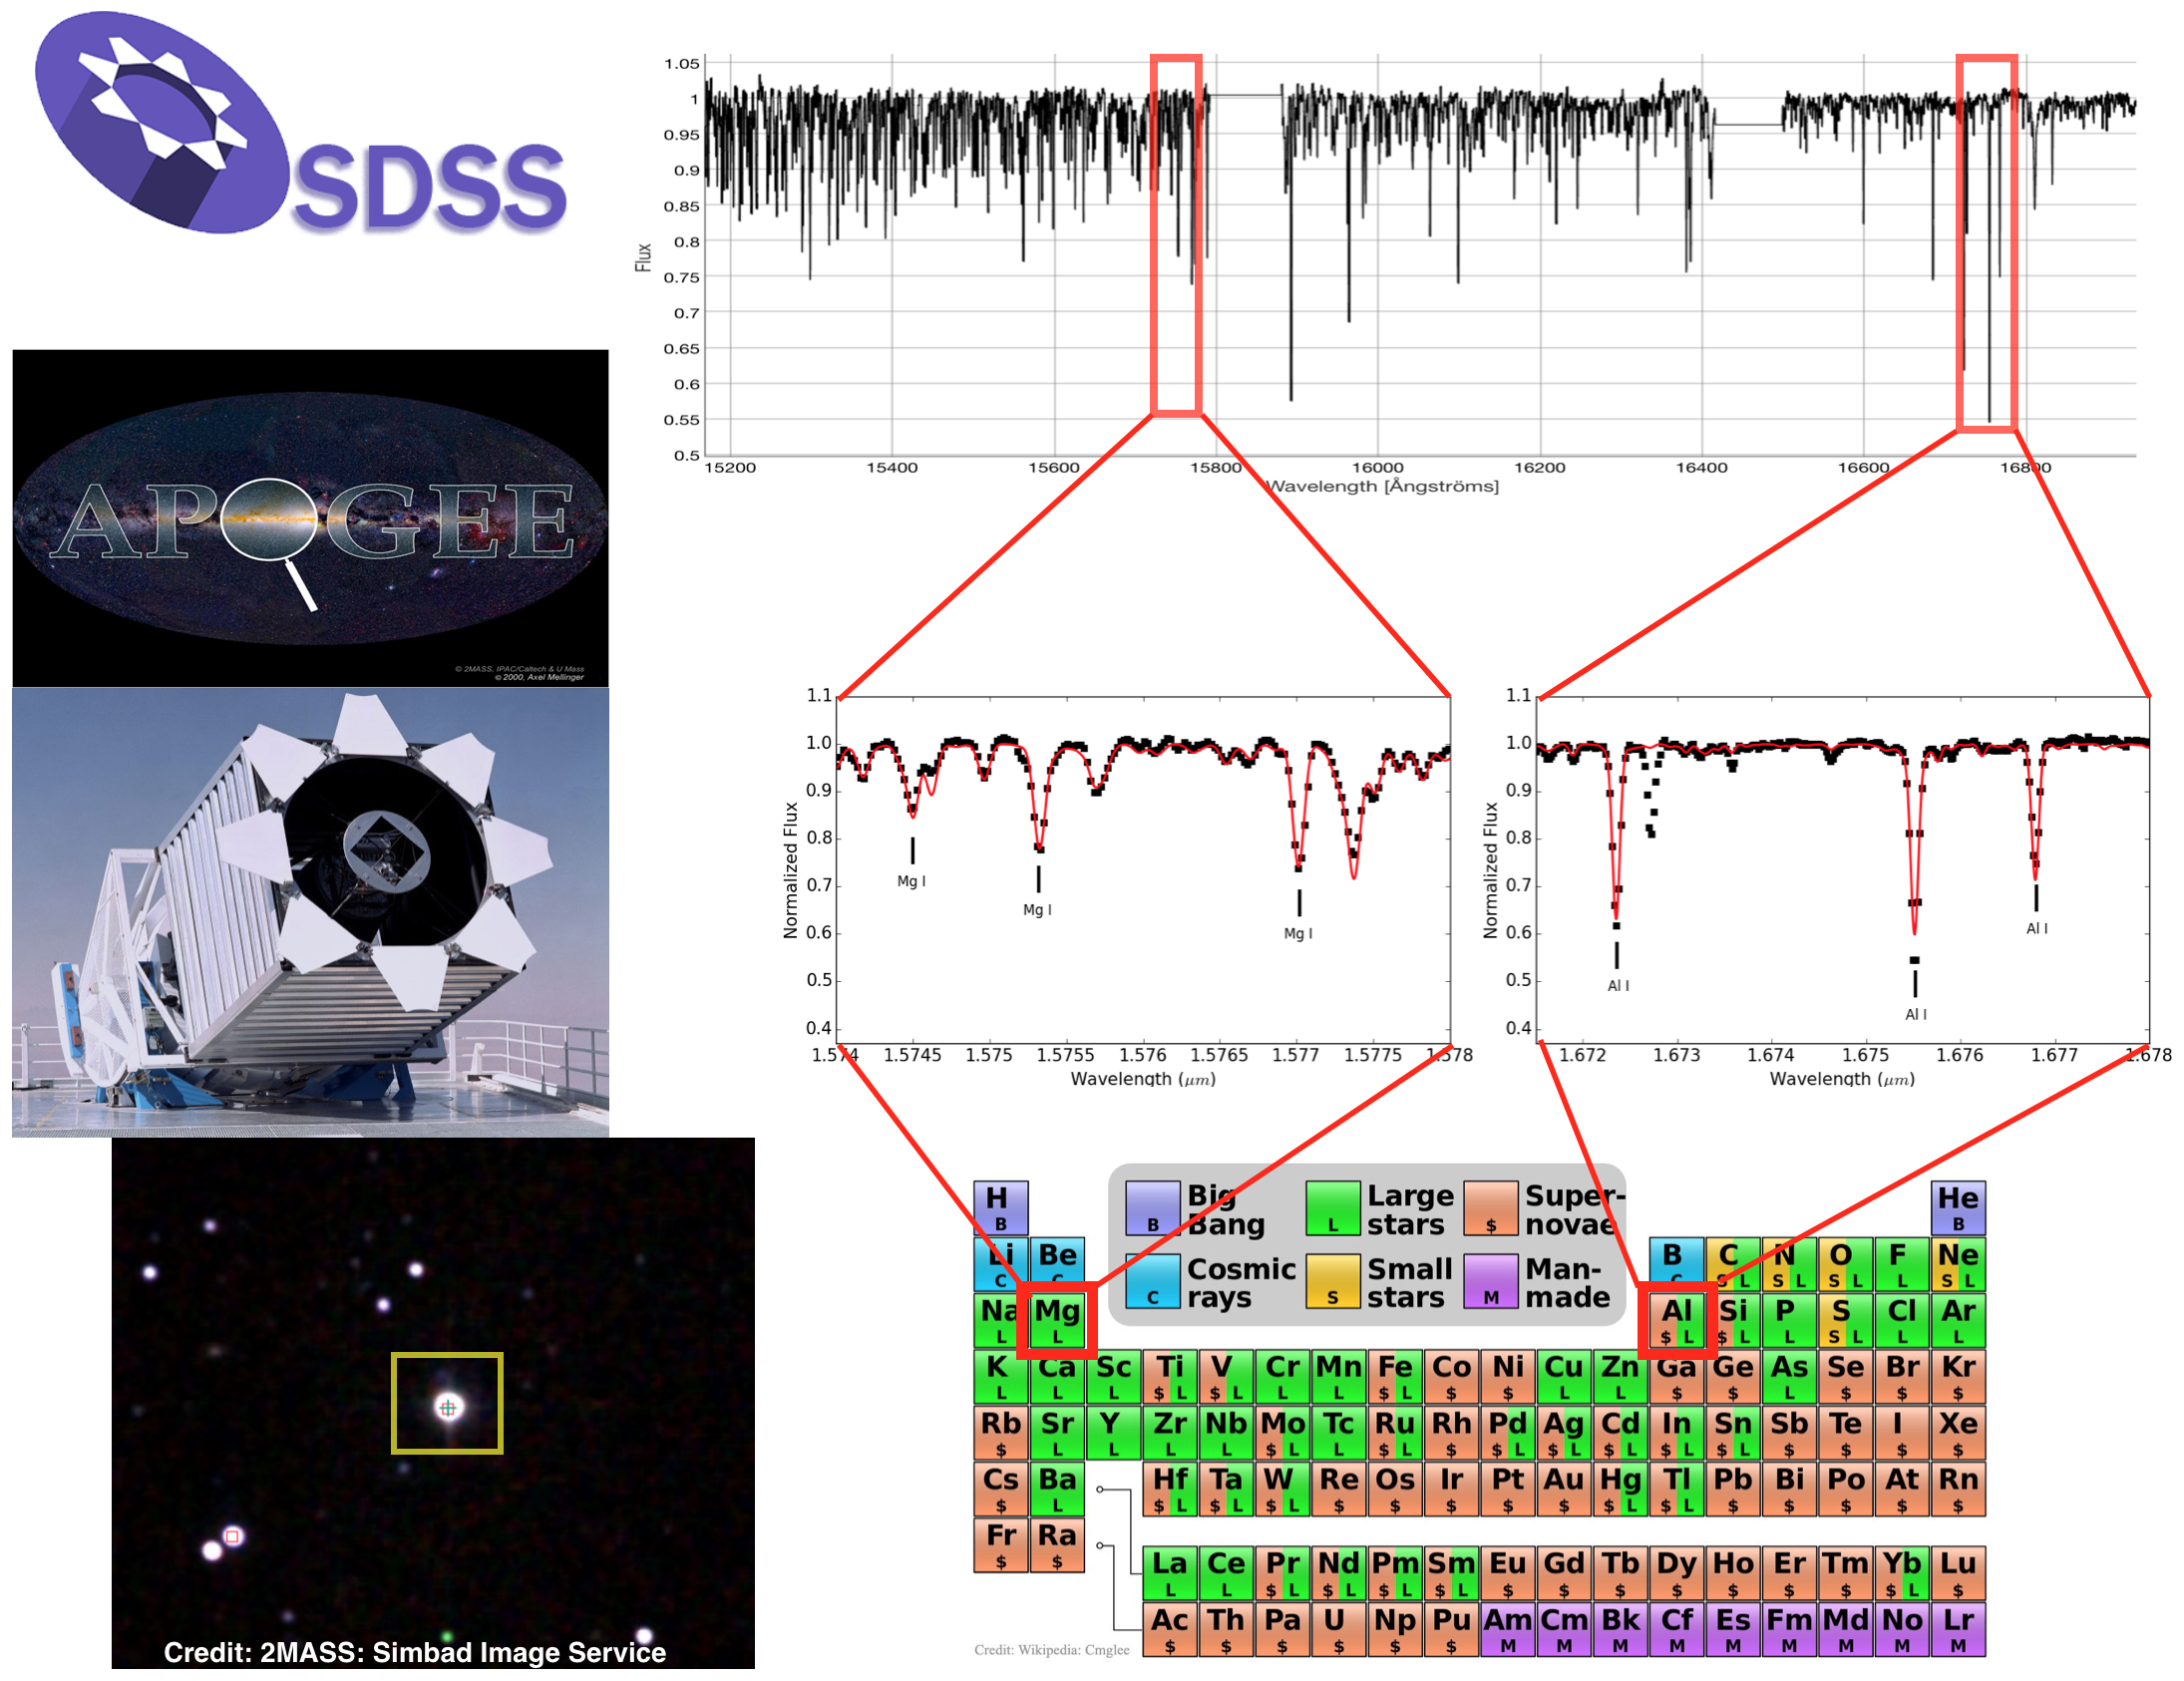 SDSS
APOGEE
© 2MASS, IPAC/Caltech & U Mass
© 2000, Axel Mellinger
Credit: 2MASS: Simbad Image Service
1.05
1
0.95
0.9
0.85
0.8
0.75
0.7
0.65
0.6
0.55
0.5
Flux
15200 15400 15600 15800 16000 16200 16400 16600 16800
Wavelength [Ångströms]
1.1
1.0
0.9
0.8
0.7
0.6
0.5
0.4
Normalized Flux
Mg I
Mg I
Mg I
1.574 1.5745 1.575 1.5755 1.576 1.5765 1.577 1.5775 1.578
Wavelength (μm)
1.1
1.0
0.9
0.8
0.7
0.6
0.5
0.4
Normalized Flux
Al I
Al I
Al I
1.672 1.673 1.674 1.675 1.676 1.677 1.678
Wavelength (μm)
B Big Bang
L Large stars
$ Super-novae
C Cosmic rays
S Small stars
M Man-made
H He
B B
Li Be B C N O F Ne
C C C S L S L S L L S L
Na Mg Al Si P S Cl Ar
L L $ L $ L L S L L L
K Ca Sc Ti V Cr Mn Fe Co Ni Cu Zn Ga Ge As Se Br Kr
L L L $ L $ L L L $ L $ $ L L $ $ L $ $ $
Rb Sr Y Zr Nb Mo Tc Ru Rh Pd Ag Cd In Sn Sb Te I Xe
$ L L L L $ L L $ L $ $ L $ L $ L $ L $ L $ $ $ $
Cs Ba Hf Ta W Re Os Ir Pt Au Hg Tl Pb Bi Po At Rn
$ L $ L $ L $ L $ $ $ $ $ $ L $ L $ $ $ $ $
Fr Ra
$ $
La Ce Pr Nd Pm Sm Eu Gd Tb Dy Ho Er Tm Yb Lu
L L $ L $ L $ L $ L $ $ $ $ $ $ $ $ L $
Ac Th Pa U Np Pu Am Cm Bk Cf Es Fm Md No Lr
$ $ $ $ $ $ M M M M M M M M M
Credit: Wikipedia: Cmglee